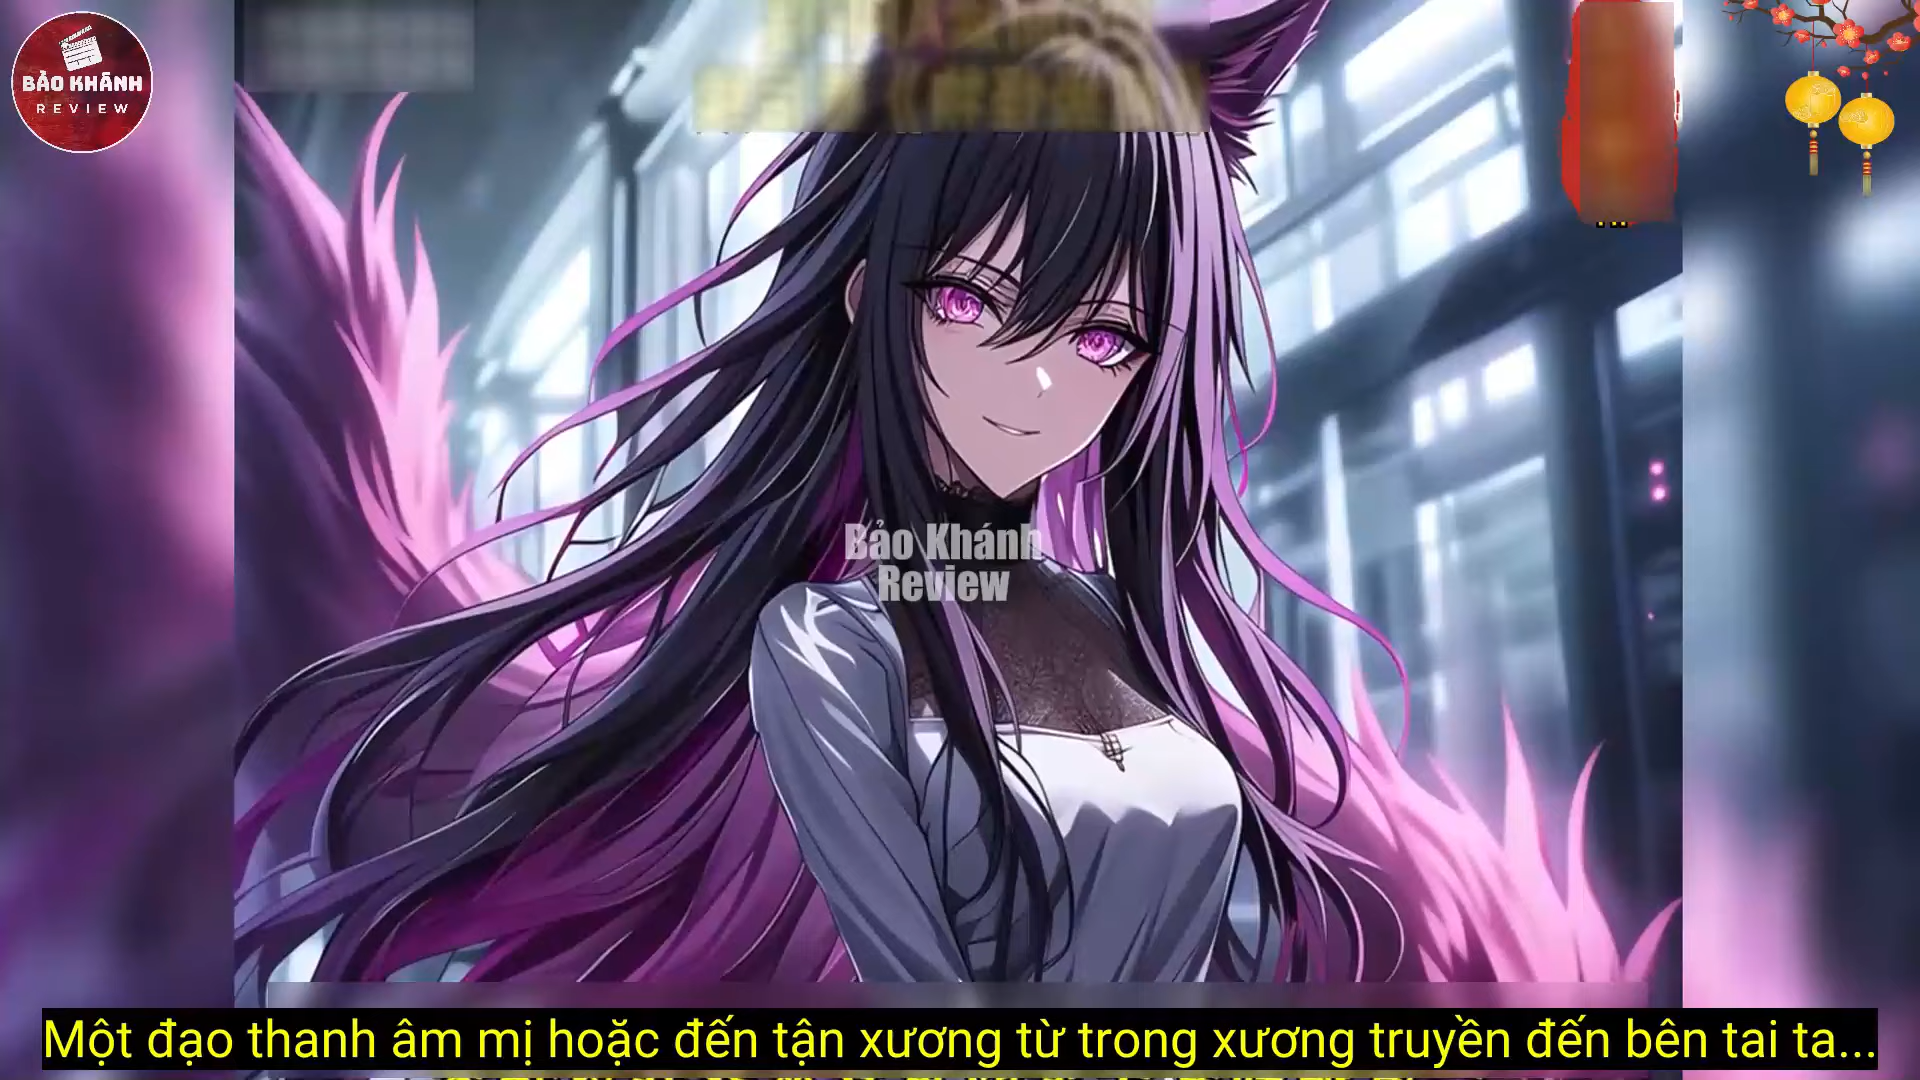 BẢO KHÁNH
REVIEW
Bảo Khánh
Review
Một đạo thanh âm mị hoặc đến tận xương từ trong xương truyền đến bên tai ta...